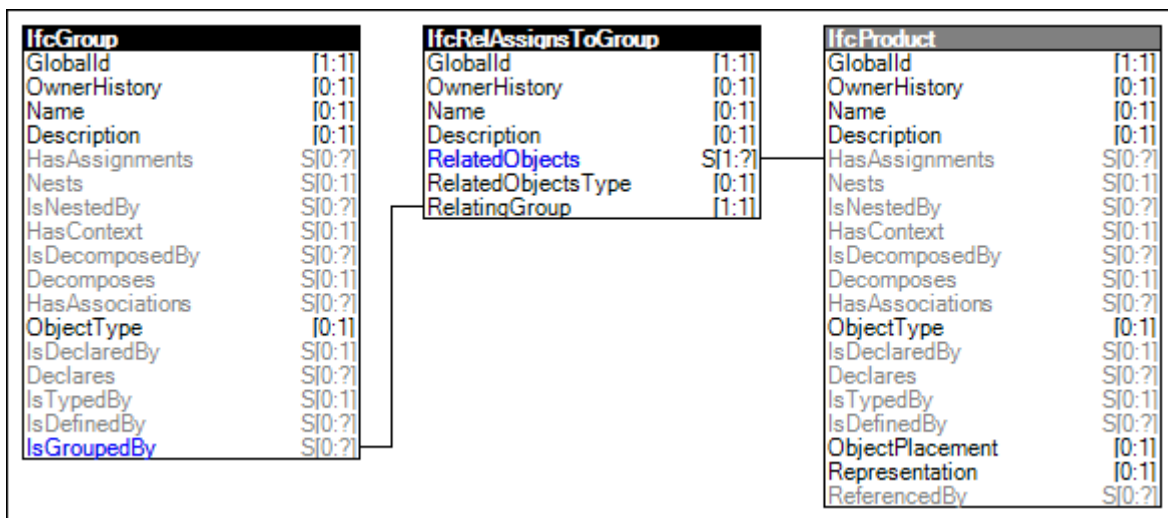 IfcGroup
GlobalId [1:1]
OwnerHistory [0:1]
Name [0:1]
Description [0:1]
HasAssignments S[0:?]
Nests S[0:1]
IsNestedBy S[0:?]
HasContext S[0:1]
IsDecomposedBy S[0:?]
Decomposes S[0:1]
HasAssociations S[0:?]
ObjectType [0:1]
IsDeclaredBy S[0:1]
Declares S[0:?]
IsTypedBy S[0:1]
IsDefinedBy S[0:?]
IsGroupedBy S[0:?]
IfcRelAssignsToGroup
GlobalId [1:1]
OwnerHistory [0:1]
Name [0:1]
Description [0:1]
RelatedObjects S[1:?]
RelatedObjectsType [0:1]
RelatingGroup [1:1]
IfcProduct
GlobalId [1:1]
OwnerHistory [0:1]
Name [0:1]
Description [0:1]
HasAssignments S[0:?]
Nests S[0:1]
IsNestedBy S[0:?]
HasContext S[0:1]
IsDecomposedBy S[0:?]
Decomposes S[0:1]
HasAssociations S[0:?]
ObjectType [0:1]
IsDeclaredBy S[0:1]
Declares S[0:?]
IsTypedBy S[0:1]
IsDefinedBy S[0:?]
ObjectPlacement [0:1]
Representation [0:1]
ReferencedBy S[0:?]